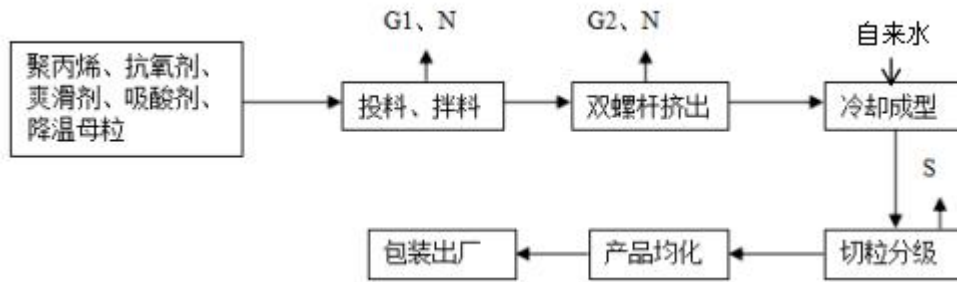 G1、N
G2、N
自来水
聚丙烯、抗氧剂、
爽滑剂、吸酸剂、
降温母粒
投料、拌料
双螺杆挤出
冷却成型
S
包装出厂
产品均化
切粒分级